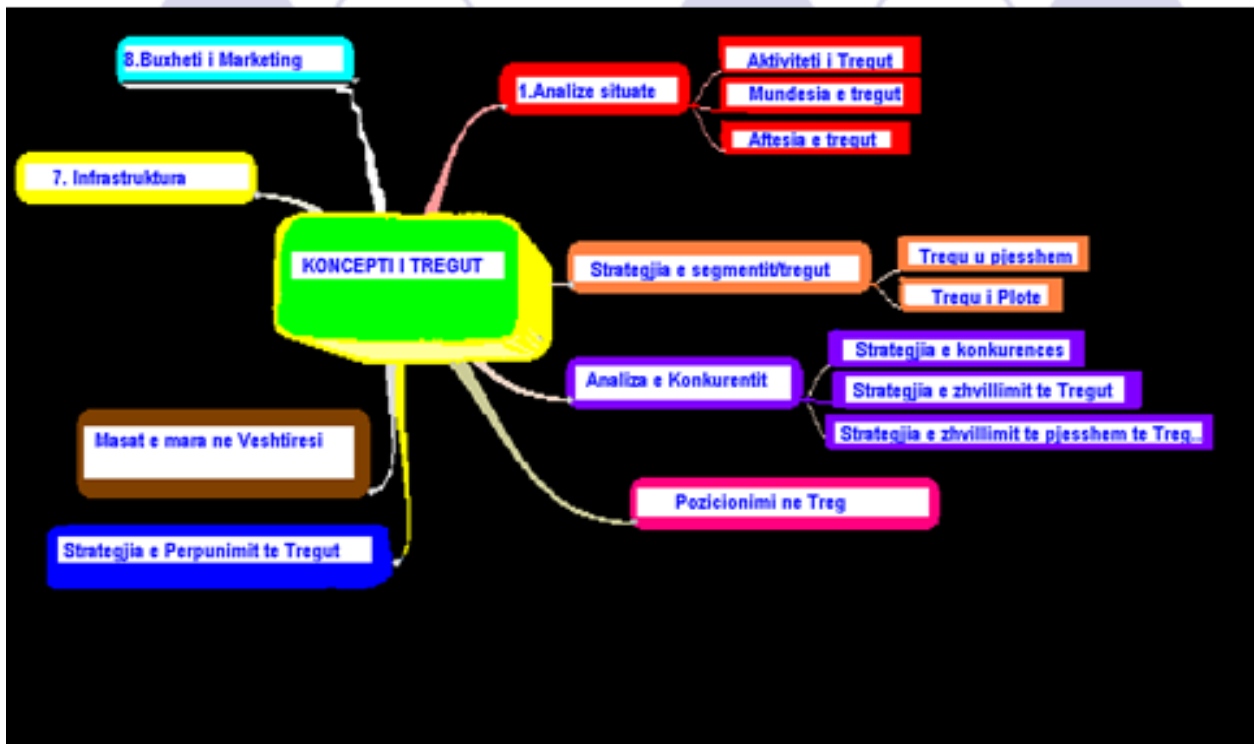 8.Buxheti i Marketing
1.Analize situate
Aktiviteti i Tregut
Mundesia e tregut
Aftesia e tregut
7. Infrastruktura
KONCEPTI I TREGUT
Strategjia e segmentit/tregut
Tregu u pjesshem
Tregu i Plote
Analiza e Konkurentit
Strategjia e konkurences
Strategjia e zhvillimit te Tregut
Strategjia e zhvillimit te pjesshem te Treg...
Masat e mara ne Veshtiresi
Pozicionimi ne Treg
Strategjia e Perpunimit te Tregut